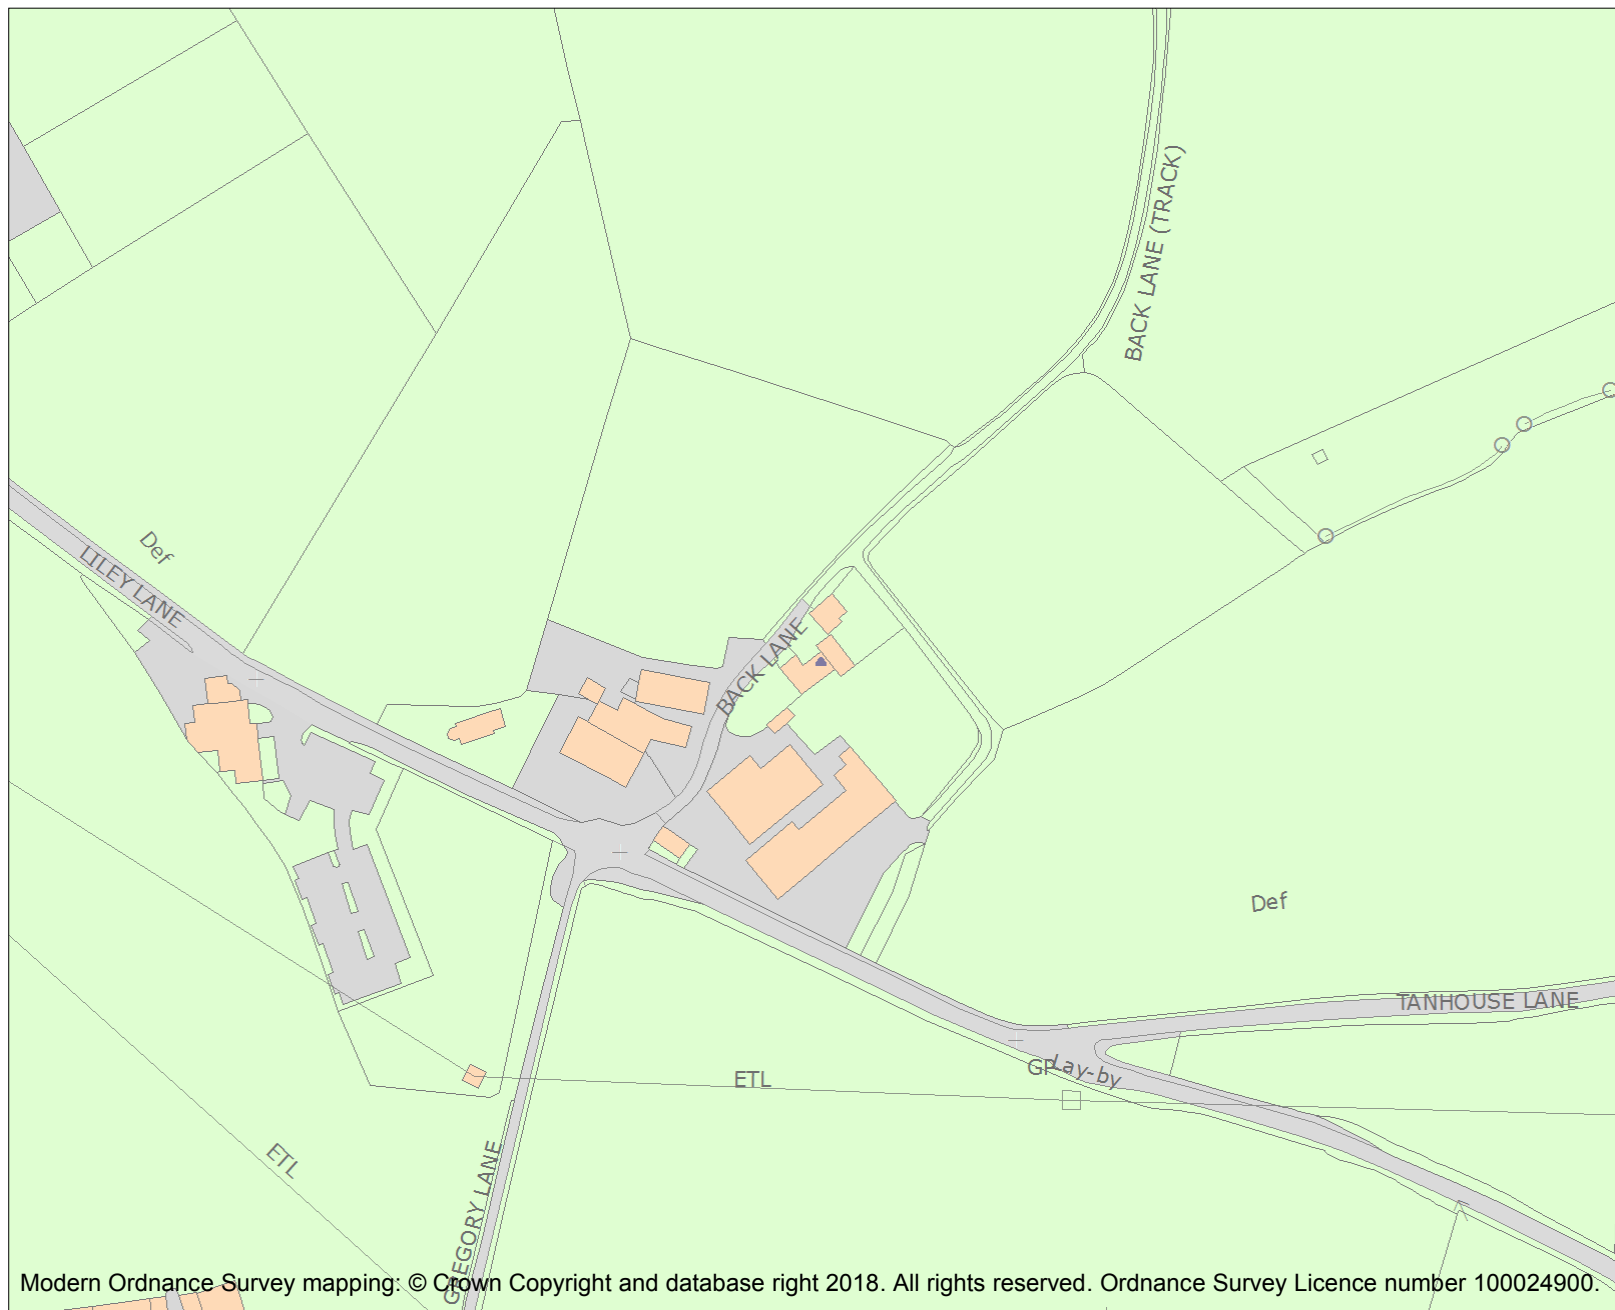 BACK LANE (TRACK)
Def
LILEY LANE
BACK LANE
Def
TANHOUSE LANE
GP
Lay-by
ETL
ETL
GREGORY LANE
Modern Ordnance Survey mapping: © Crown Copyright and database right 2018. All rights reserved. Ordnance Survey Licence number 100024900.